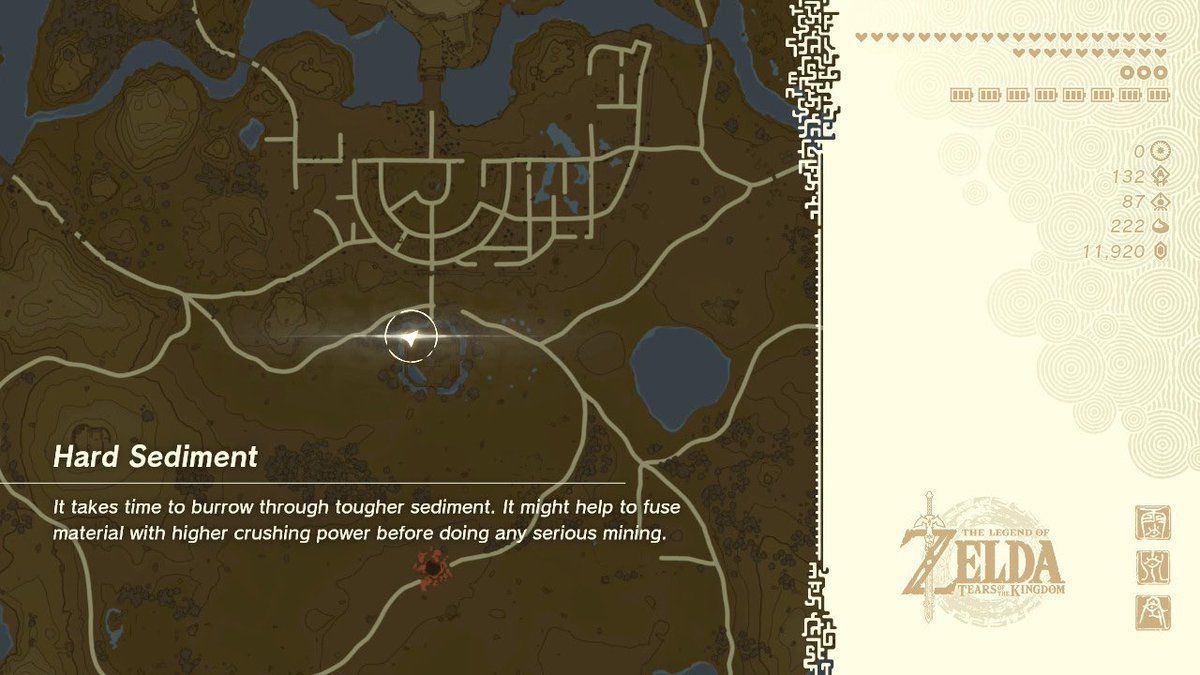 0
132
87
222
11,920
Hard Sediment
It takes time to burrow through tougher sediment. It might help to fuse
material with higher crushing power before doing any serious mining.
THE LEGEND OF
ZELDA
TEARS OF THE KINGDOM